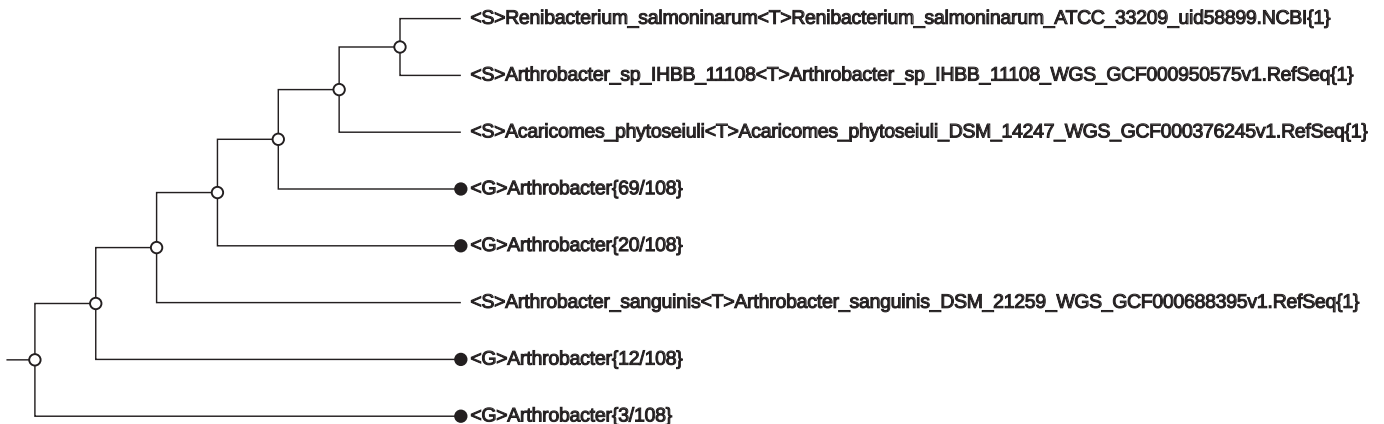 <S>Renibacterium_salmoninarum<T>Renibacterium_salmoninarum_ATCC_33209_uid58899.NCBI{1}
<S>Arthrobacter_sp_IHBB_11108<T>Arthrobacter_sp_IHBB_11108_WGS_GCF000950575v1.RefSeq{1}
<S>Acaricomes_phytoseiuli<T>Acaricomes_phytoseiuli_DSM_14247_WGS_GCF000376245v1.RefSeq{1}
<G>Arthrobacter{69/108}
<G>Arthrobacter{20/108}
<S>Arthrobacter_sanguinis<T>Arthrobacter_sanguinis_DSM_21259_WGS_GCF000688395v1.RefSeq{1}
<G>Arthrobacter{12/108}
<G>Arthrobacter{3/108}